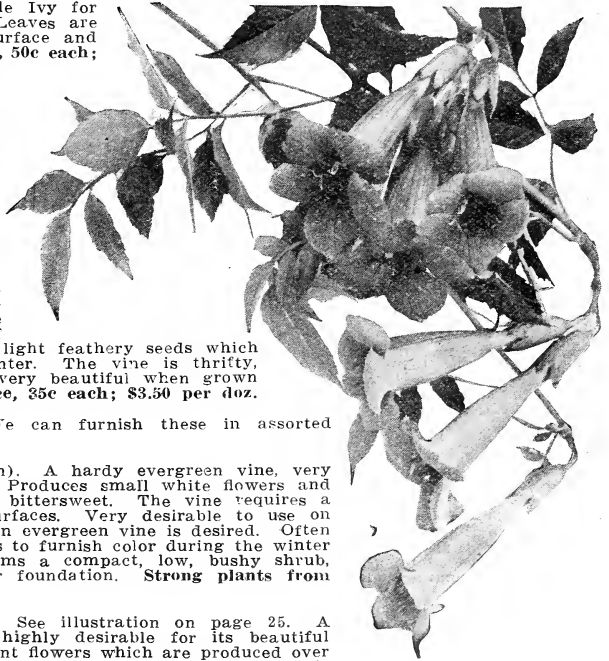 le Ivy for
Leaves are
urface and
, 50c each;
light feathery seeds which
nter. The vine is thrifty,
very beautiful when grown
ce, 35c each; $3.50 per doz.
e can furnish these in assorted
n). A hardy evergreen vine, very
Produces small white flowers and
bittersweet. The vine requires a
urfaces. Very desirable to use on
n evergreen vine is desired. Often
s to furnish color during the winter
ms a compact, low, bushy shrub,
r foundation. Strong plants from
See illustration on page 25. A
highly desirable for its beautiful
nt flowers which are produced over